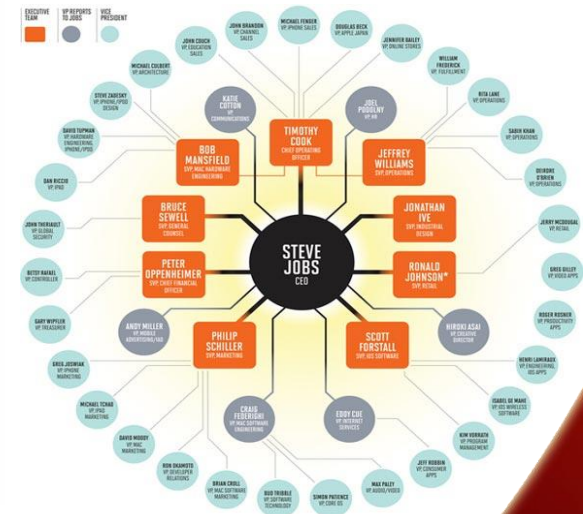 EXECUTIVE
TEAM
VP REPORTS
TO JOBS
VICE
PRESIDENT
MICHAEL FENGER
VP, IPHONE SALES
DOUGLAS BECK
VP, APPLE JAPAN
JOHN BRANDON
VP, CHANNEL
SALES
JENNIFER BAILEY
VP, ONLINE STORES
JOHN COUCH
VP, EDUCATION
SALES
WILLIAM
FREDERICK
VP, FULFILLMENT
MICHAEL CULBERT
VP, ARCHITECTURE
RITA LANE
VP, OPERATIONS
STEVE ZADESKY
VP, IPHONE/IPOD
DESIGN
KATIE
COTTON
VP,
COMMUNICATIONS
JOEL
PODOLNY
VP, HR
SABIH KHAN
VP, OPERATIONS
DAVID TUPMAN
VP, HARDWARE
ENGINEERING,
IPHONE/IPOD
TIMOTHY
COOK
CHIEF OPERATING
OFFICER
BOB
MANSFIELD
SVP, MAC HARDWARE
ENGINEERING
JEFFREY
WILLIAMS
SVP, OPERATIONS
DEIRDRE
O'BRIEN
VP, OPERATIONS
DAN RICCIO
VP, IPAD
BRUCE
SEWELL
SVP, GENERAL
COUNSEL
JONATHAN
IVE
SVP, INDUSTRIAL
DESIGN
JOHN THERIAULT
VP, GLOBAL
SECURITY
JERRY MCDOUGAL
VP, RETAIL
STEVE
JOBS
CEO
PETER
OPPENHEIMER
SVP, CHIEF FINANCIAL
OFFICER
RONALD
JOHNSON*
SVP, RETAIL
BETSY RAFAEL
VP, CONTROLLER
GREG GILLEY
VP, VIDEO APPS
GARY WIPFLER
VP, TREASURER
ANDY MILLER
VP, MOBILE
ADVERTISING/IAD
HIROKI ASAI
VP, CREATIVE
DIRECTOR
ROGER ROSNER
VP, PRODUCTIVITY
APPS
PHILIP
SCHILLER
SVP, MARKETING
SCOTT
FORSTALL
SVP, IOS SOFTWARE
GREG JOSWIAK
VP, IPHONE
MARKETING
HENRI LAMIRAUX
VP, ENGINEERING,
IOS APPS
MICHAEL TCHAO
VP, IPAD
MARKETING
ISABEL GE MAHE
VP, IOS WIRELESS
SOFTWARE
CRAIG
FEDERIGHI
VP, MAC SOFTWARE
ENGINEERING
EDDY CUE
VP, INTERNET
SERVICES
DAVID MOODY
VP, MAC
MARKETING
KIM VORRATH
VP, PROGRAM
MANAGEMENT
RON OKAMOTO
VP, DEVELOPER
RELATIONS
JEFF ROBBIN
VP, CONSUMER
APPS
BRIAN CROLL
VP, MAC SOFTWARE
MARKETING
MAX PALEY
VP, AUDIO/VIDEO
BUD TRIBBLE
VP, SOFTWARE
TECHNOLOGY
SIMON PATIENCE
VP, CORE OS